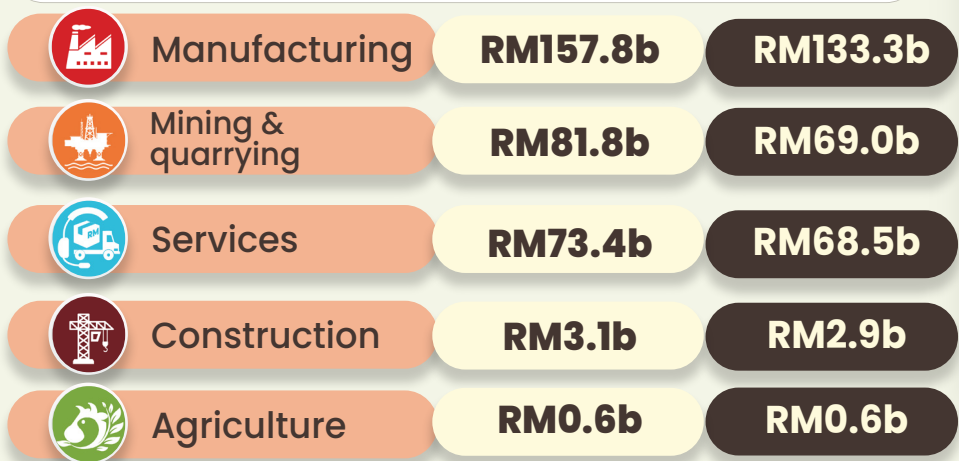 Manufacturing RM157.8b RM133.3b
Mining &
quarrying RM81.8b RM69.0b
RM
Services RM73.4b RM68.5b
Construction RM3.1b RM2.9b
Agriculture RM0.6b RM0.6b